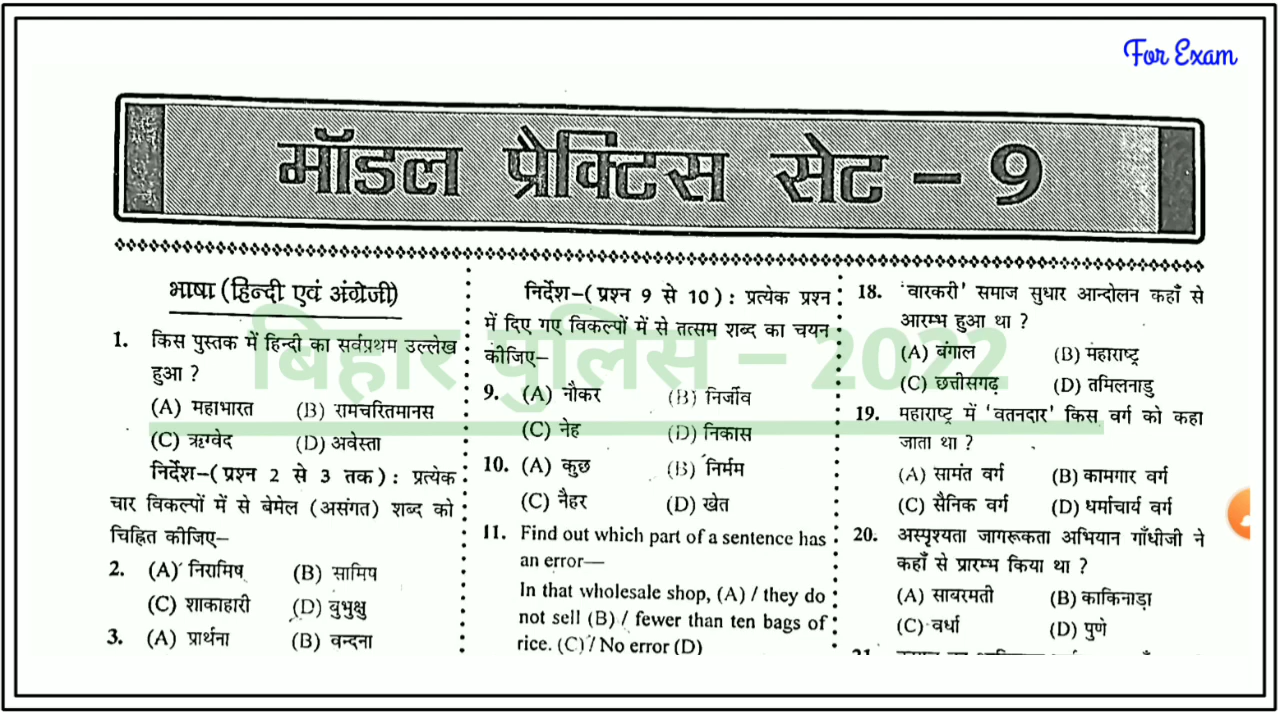 For Exam
मॉडल प्रैक्टिस सेट – 9
भाषा (हिन्दी एवं अंग्रेजी)
1. किस पुस्तक में हिन्दी का सर्वप्रथम उल्लेख
हुआ ?
(A) महाभारत (B) रामचरितमानस
(C) ऋग्वेद (D) अवेस्ता
निर्देश–( प्रश्न 2 से 3 तक ) : प्रत्येक
चार विकल्पों में से बेमेल (असंगत) शब्द को
चिह्नित कीजिए–
2. (A) निरामिष (B) सामिष
(C) शाकाहारी (D) वुभुक्षु
3. (A) प्रार्थना (B) वन्दना
निर्देश–( प्रश्न 9 से 10 ) : प्रत्येक प्रश्न
में दिए गए विकल्पों में से तत्सम शब्द का चयन
कीजिए–
9. (A) नौकर (B) निर्जीव
(C) नेह (D) निकास
10. (A) कुछ (B) निर्मम
(C) नैहर (D) खेत
11. Find out which part of a sentence has
an error—
In that wholesale shop, (A) / they do
not sell (B) / fewer than ten bags of
rice. (C) / No error (D)
18. 'वारकरी' समाज सुधार आन्दोलन कहाँ से
आरम्भ हुआ था ?
(A) बंगाल (B) महाराष्ट्र
(C) छत्तीसगढ़ (D) तमिलनाडु
19. महाराष्ट्र में 'वतनदार' किस वर्ग को कहा
जाता था ?
(A) सामंत वर्ग (B) कामगार वर्ग
(C) सैनिक वर्ग (D) धर्माचार्य वर्ग
20. अस्पृश्यता जागरूकता अभियान गाँधीजी ने
कहाँ से प्रारम्भ किया था ?
(A) साबरमती (B) काकिनाड़ा
(C) वर्धा (D) पुणे
21.
बिहार पुलिस – 2022